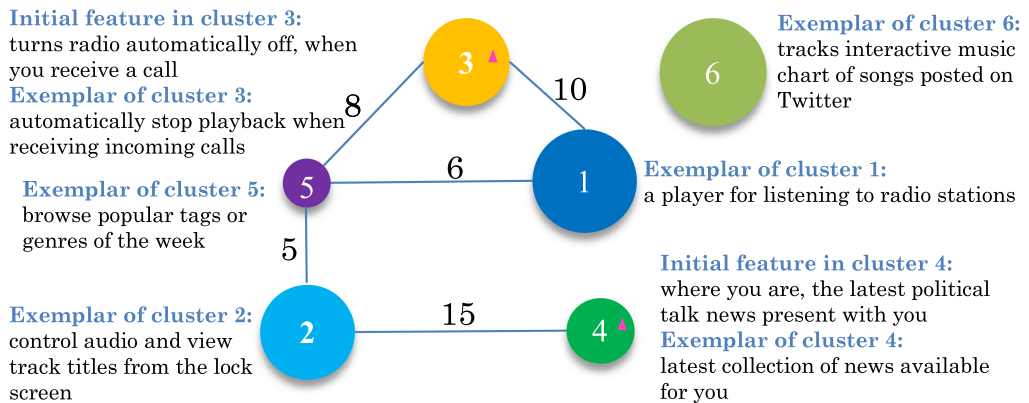 Initial feature in cluster 3:
turns radio automatically off, when
you receive a call
Exemplar of cluster 3:
automatically stop playback when
receiving incoming calls
8
3
10
6
Exemplar of cluster 6:
tracks interactive music
chart of songs posted on
Twitter
Exemplar of cluster 5:
browse popular tags or
genres of the week
5
6
1
Exemplar of cluster 1:
a player for listening to radio stations
5
Exemplar of cluster 2:
control audio and view
track titles from the lock
screen
2
15
4
Initial feature in cluster 4:
where you are, the latest political
talk news present with you
Exemplar of cluster 4:
latest collection of news available
for you